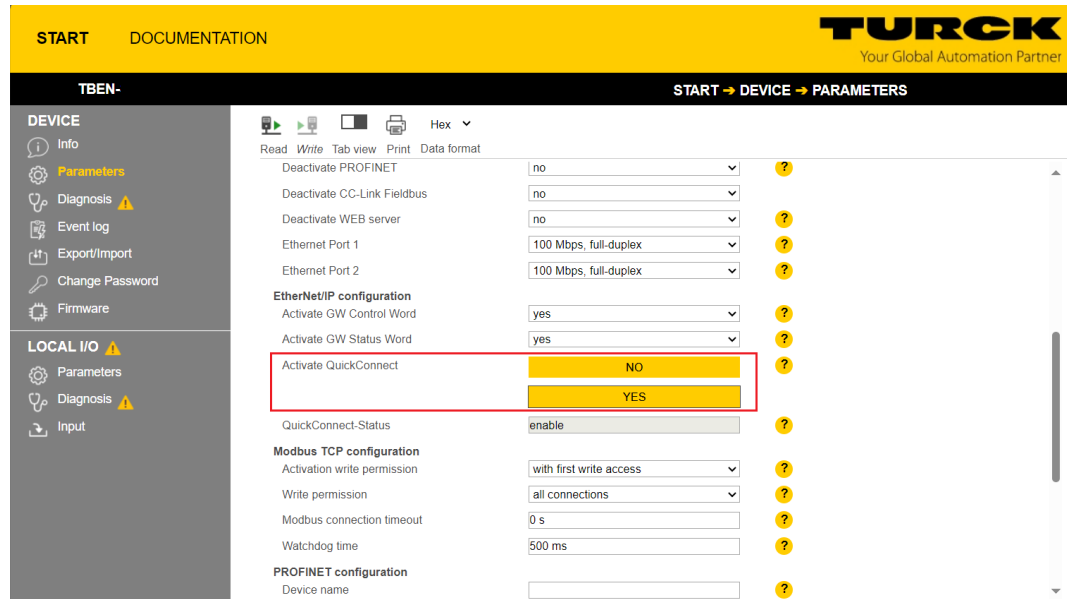 START DOCUMENTATION
TURCK
Your Global Automation Partner
TBEN-
START ➔ DEVICE ➔ PARAMETERS
DEVICE
Info
Parameters
Diagnosis
Event log
Export/Import
Change Password
Firmware
LOCAL I/O
Parameters
Diagnosis
Input
Hex
Read Write Tab view Print Data format
Deactivate PROFINET no ?
Deactivate CC-Link Fieldbus no
Deactivate WEB server no ?
Ethernet Port 1 100 Mbps, full-duplex ?
Ethernet Port 2 100 Mbps, full-duplex ?
EtherNet/IP configuration
Activate GW Control Word yes ?
Activate GW Status Word yes ?
Activate QuickConnect NO ?
YES
QuickConnect-Status enable ?
Modbus TCP configuration
Activation write permission with first write access ?
Write permission all connections ?
Modbus connection timeout 0 s ?
Watchdog time 500 ms ?
PROFINET configuration
Device name ?